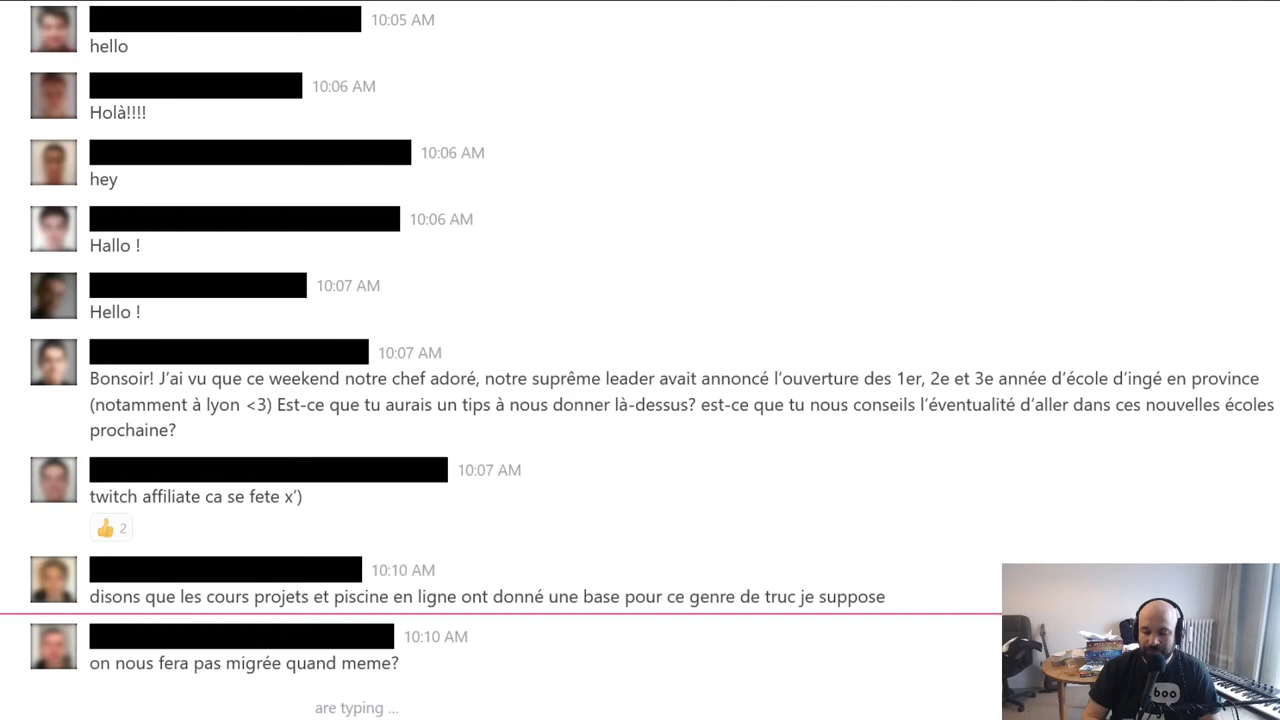 10:05 AM
hello
10:06 AM
Holà!!!!
10:06 AM
hey
10:06 AM
Hallo !
10:07 AM
Hello !
10:07 AM
Bonsoir! J'ai vu que ce weekend notre chef adoré, notre suprême leader avait annoncé l'ouverture des 1er, 2e et 3e année d'école d'ingé en province
(notamment à lyon <3) Est-ce que tu aurais un tips à nous donner là-dessus? est-ce que tu nous conseils l'éventualité d'aller dans ces nouvelles écoles
prochaine?
10:07 AM
twitch affiliate ca se fete x')
👍 2
10:10 AM
disons que les cours projets et piscine en ligne ont donné une base pour ce genre de truc je suppose
10:10 AM
on nous fera pas migrée quand meme?
are typing ...
boo